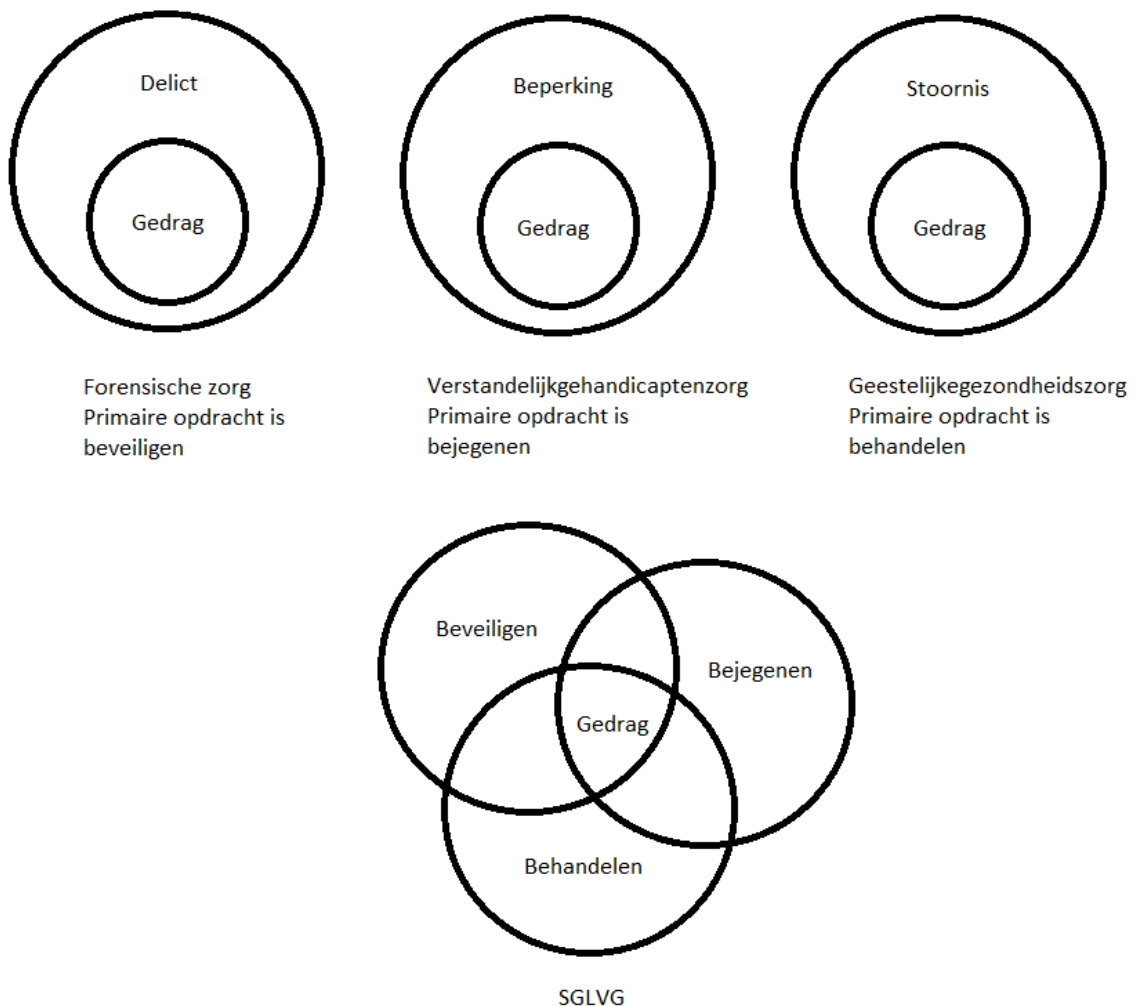 Delict
Gedrag
Forensische zorg
Primaire opdracht is
beveiligen
Beperking
Gedrag
Verstandelijkgehandicaptenzorg
Primaire opdracht is
bejegenen
Stoornis
Gedrag
Geestelijkegezondheidszorg
Primaire opdracht is
behandelen
Beveiligen
Bejegenen
Gedrag
Behandelen
SGLVG